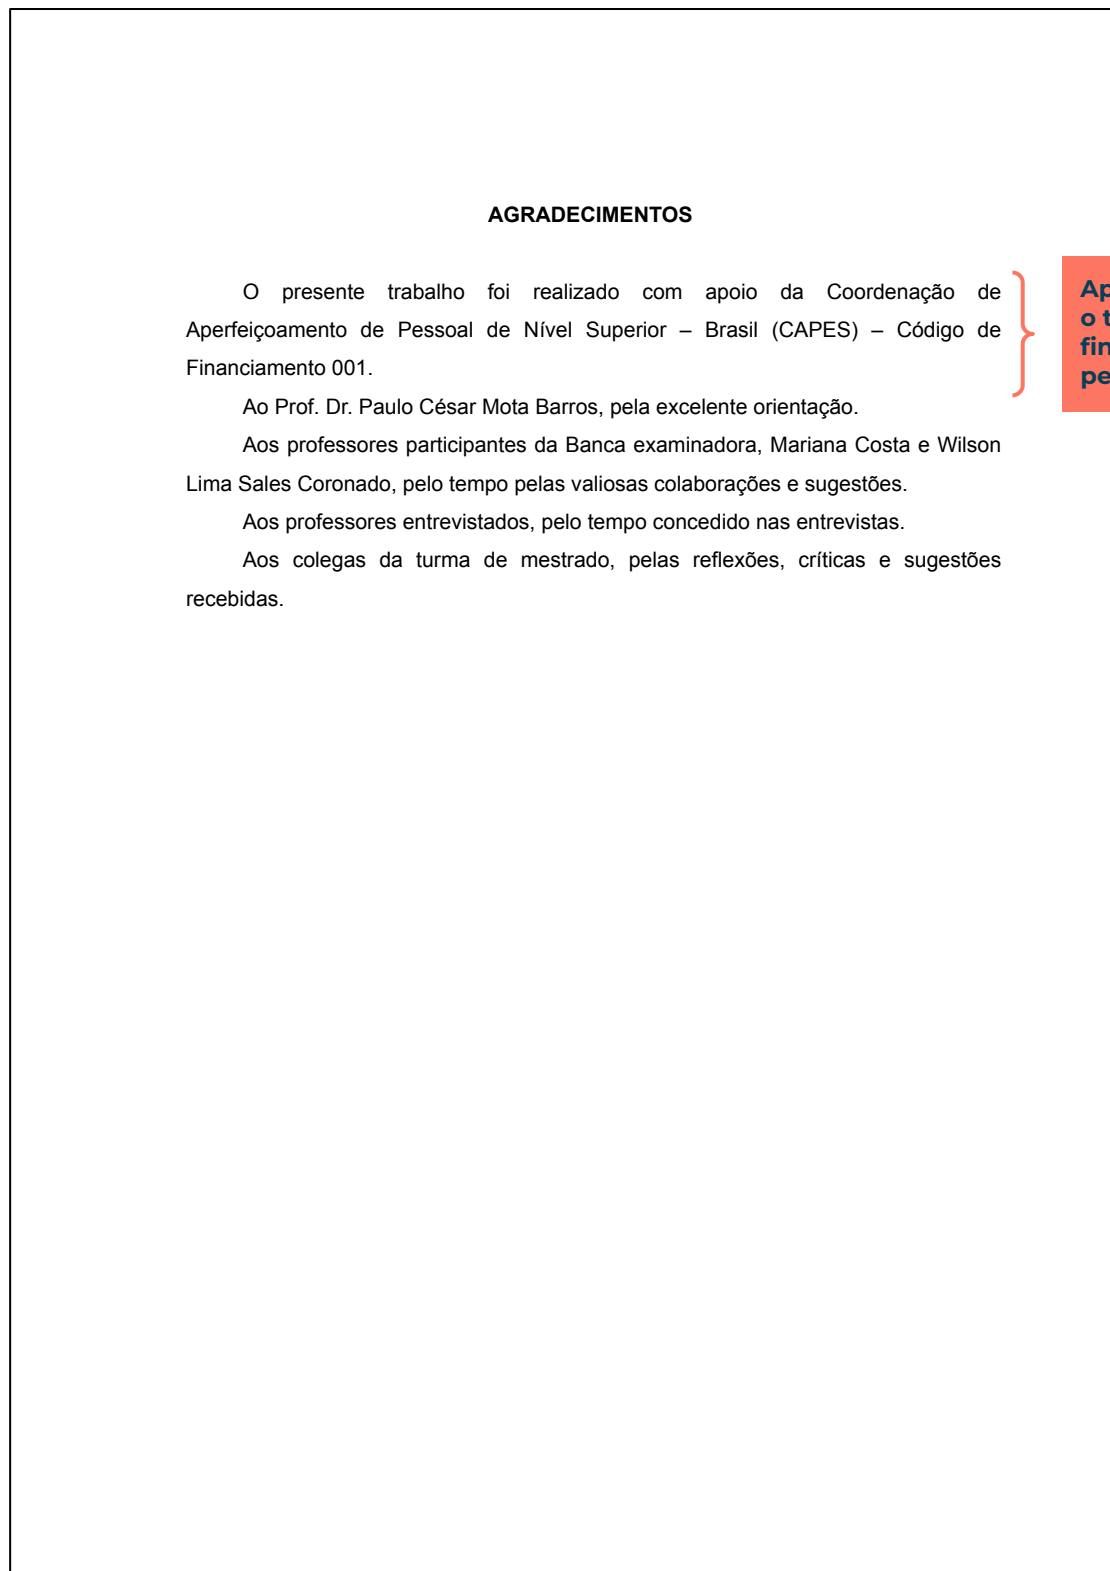 AGRADECIMENTOS
O presente trabalho foi realizado com apoio da Coordenação de
Aperfeiçoamento de Pessoal de Nível Superior – Brasil (CAPES) – Código de
Financiamento 001.
Ao Prof. Dr. Paulo César Mota Barros, pela excelente orientação.
Aos professores participantes da Banca examinadora, Mariana Costa e Wilson
Lima Sales Coronado, pelo tempo pelas valiosas colaborações e sugestões.
Aos professores entrevistados, pelo tempo concedido nas entrevistas.
Aos colegas da turma de mestrado, pelas reflexões, críticas e sugestões
recebidas.
o